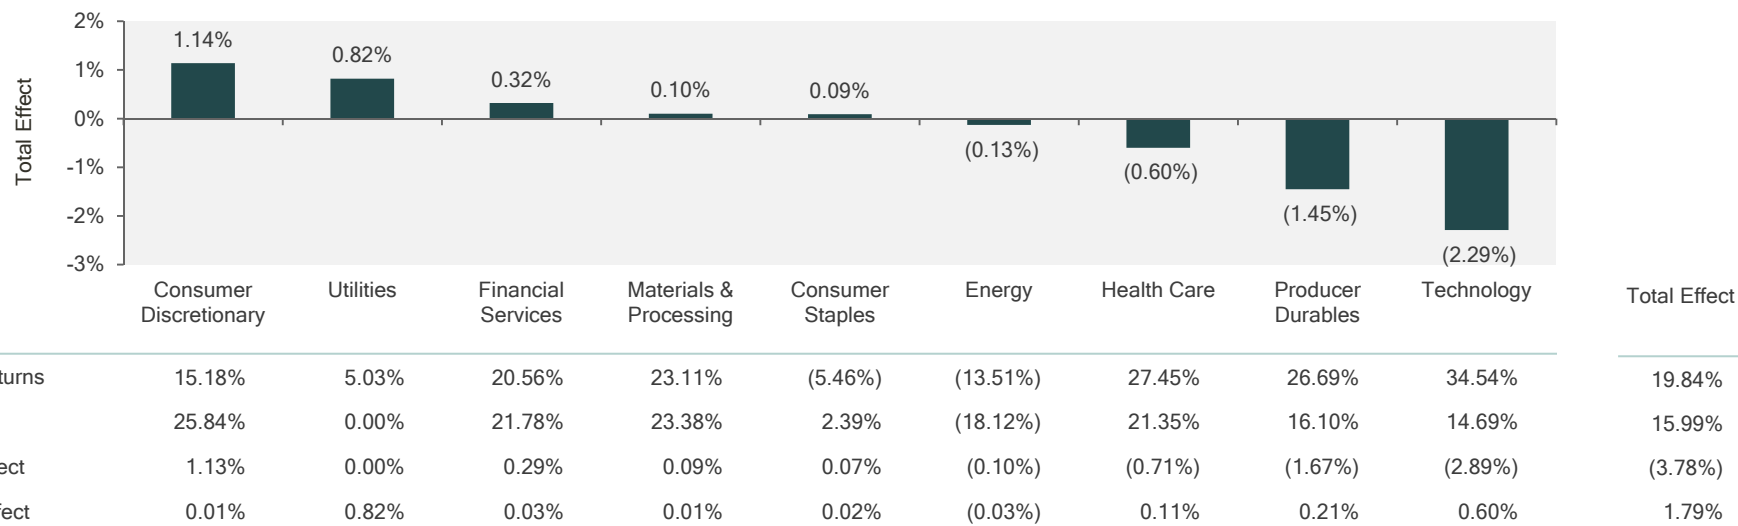 2%
1%
0%
-1%
-2%
-3%
Total Effect
1.14%
0.82%
0.32%
0.10%
0.09%
(0.13%)
(0.60%)
(1.45%)
(2.29%)
Consumer
Discretionary
Utilities
Financial
Services
Materials &
Processing
Consumer
Staples
Energy
Health Care
Producer
Durables
Technology
Total Effect
turns 15.18% 5.03% 20.56% 23.11% (5.46%) (13.51%) 27.45% 26.69% 34.54% 19.84%
25.84% 0.00% 21.78% 23.38% 2.39% (18.12%) 21.35% 16.10% 14.69% 15.99%
ect 1.13% 0.00% 0.29% 0.09% 0.07% (0.10%) (0.71%) (1.67%) (2.89%) (3.78%)
fect 0.01% 0.82% 0.03% 0.01% 0.02% (0.03%) 0.11% 0.21% 0.60% 1.79%